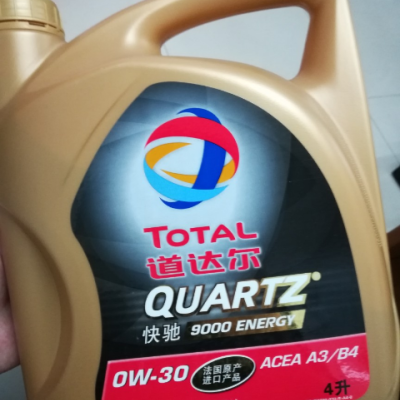 TOTAL
道达尔
QUARTZ
快驰 9000 ENERGY
0W-30 法国原产 ACEA A3/B4
进口产品
4升